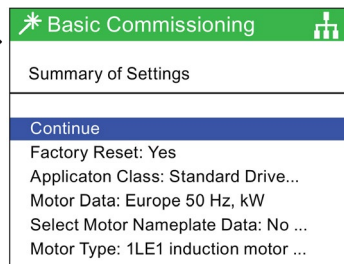 Basic Commissioning
Summary of Settings
Continue
Factory Reset: Yes
Applicaton Class: Standard Drive...
Motor Data: Europe 50 Hz, kW
Select Motor Nameplate Data: No ...
Motor Type: 1LE1 induction motor ...